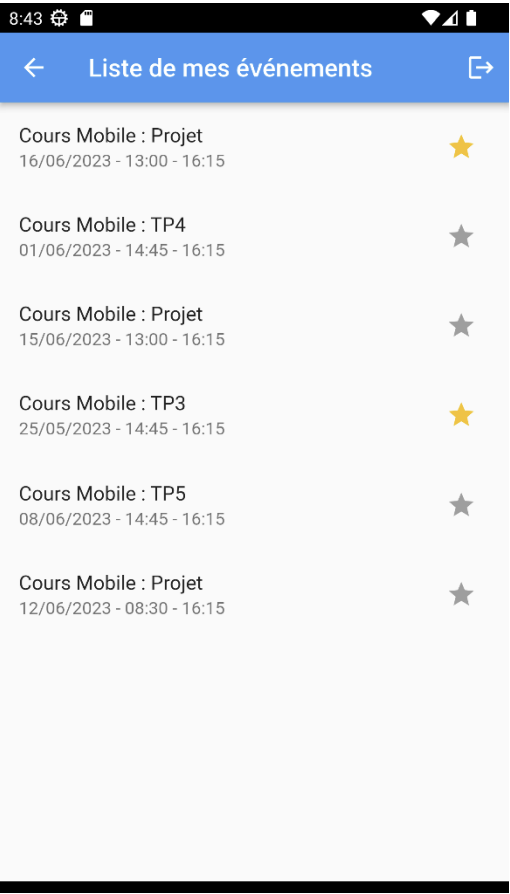 8:43
Liste de mes événements
Cours Mobile : Projet
16/06/2023 - 13:00 - 16:15
Cours Mobile : TP4
01/06/2023 - 14:45 - 16:15
Cours Mobile : Projet
15/06/2023 - 13:00 - 16:15
Cours Mobile : TP3
25/05/2023 - 14:45 - 16:15
Cours Mobile : TP5
08/06/2023 - 14:45 - 16:15
Cours Mobile : Projet
12/06/2023 - 08:30 - 16:15